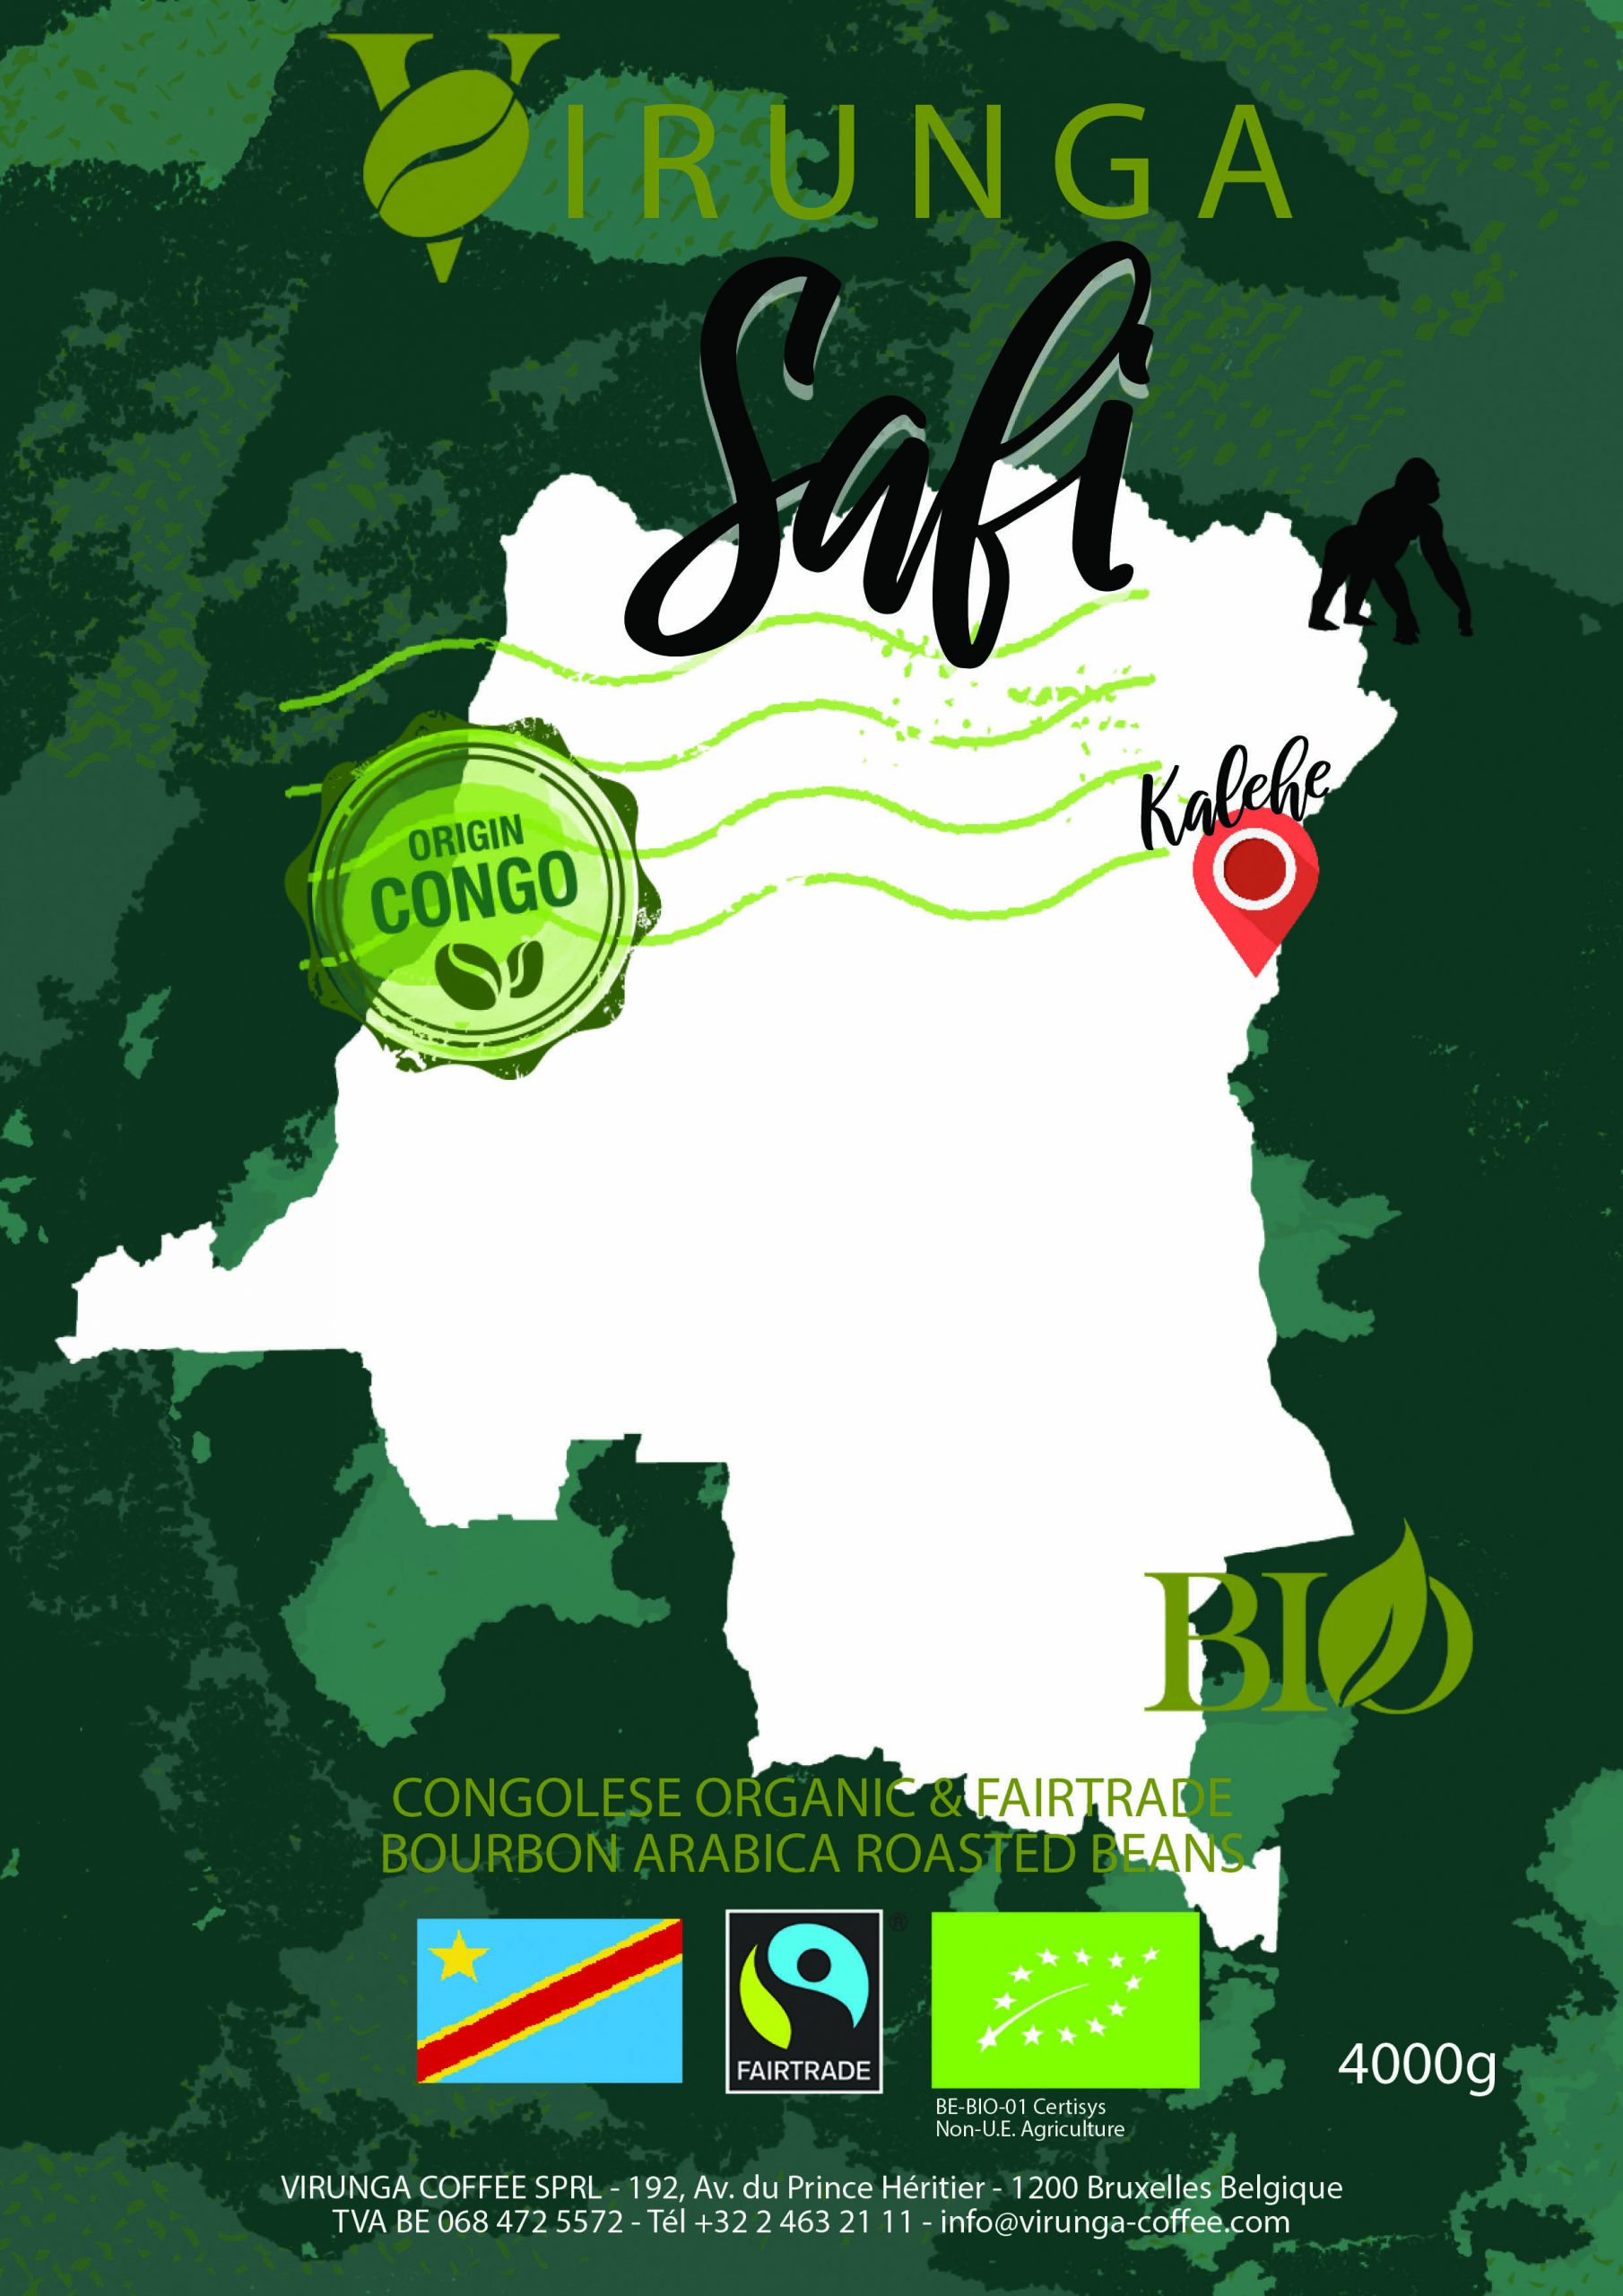 VIRUNGA
Safi
Kalehe
ORIGIN
CONGO
BIO
CONGOLESE ORGANIC & FAIRTRADE
BOURBON ARABICA ROASTED BEANS
®
FAIRTRADE
4000g
BE-BIO-01 Certisys
Non-U.E. Agriculture
VIRUNGA COFFEE SPRL - 192, Av. du Prince Héritier - 1200 Bruxelles Belgique
TVA BE 068 472 5572 - Tél +32 2 463 21 11 - info@virunga-coffee.com